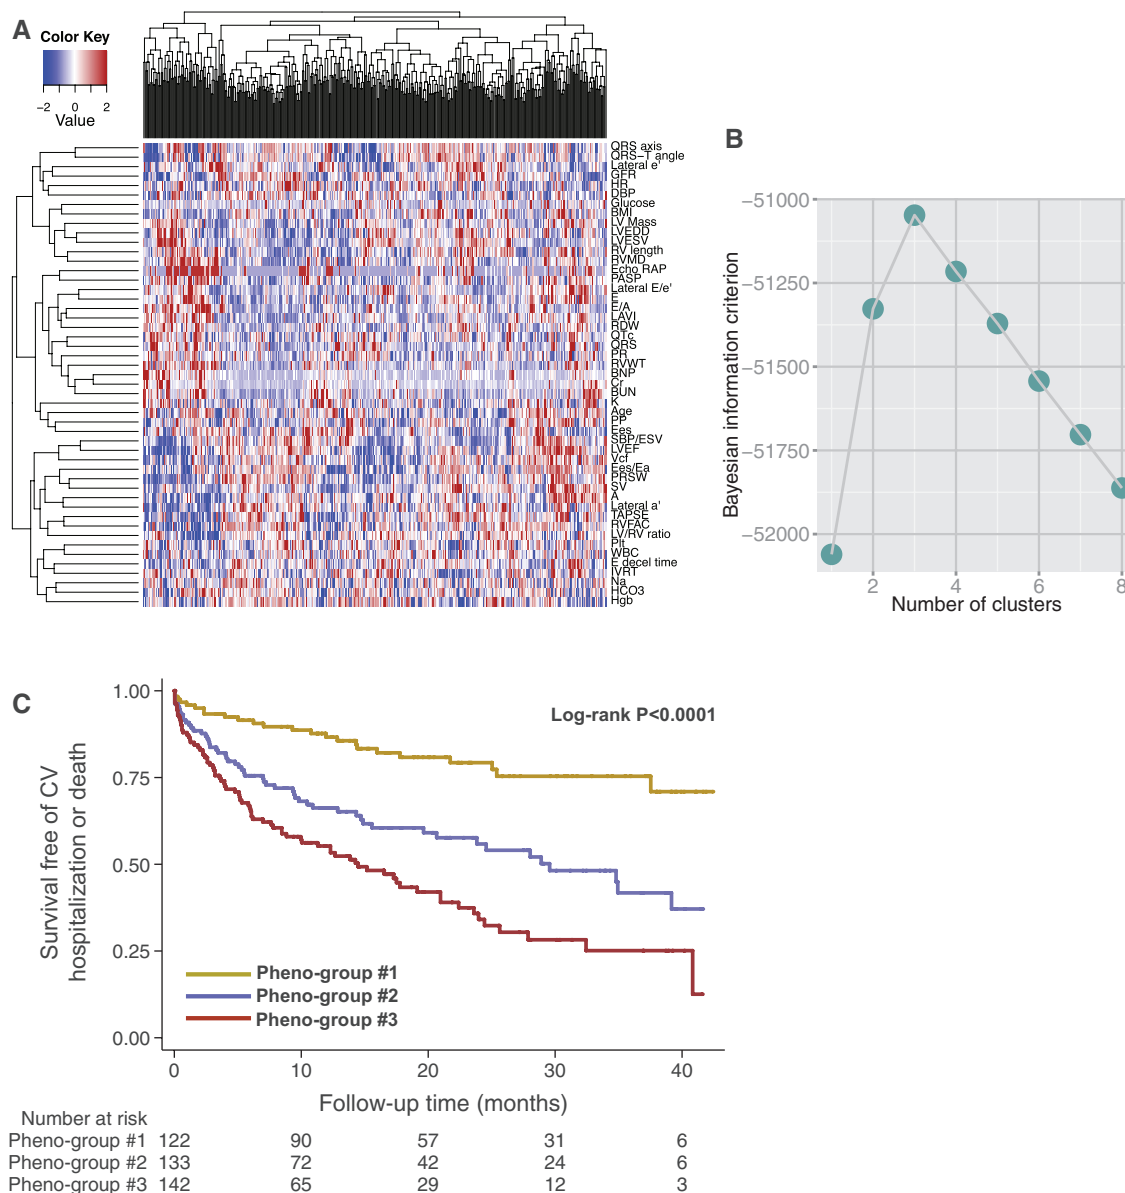 A
Color Key
−2 0 2
Value
QRS axis
QRS−T angle
Lateral e'
GFR
HR
DBP
Glucose
BMI
LV Mass
LVEDD
LVESV
RV length
RVMD
Echo RAP
PASP
Lateral E/e'
E
E/A
LAVI
RDW
QTc
QRS
PR
RVWT
BNP
Cr
BUN
K
Age
PP
Ees
SBP/ESV
LVEF
Vcf
Ees/Ea
PRSW
SV
A
Lateral a'
TAPSE
RVFAC
LV/RV ratio
Plt
WBC
E decel time
IVRT
Na
HCO3
Hgb
B
Bayesian information criterion
−51000
−51250
−51500
−51750
−52000
2 4 6 8
Number of clusters
C
Survival free of CV
hospitalization or death
1.00
0.75
0.50
0.25
0.00
Log-rank P<0.0001
Pheno-group #1
Pheno-group #2
Pheno-group #3
0 10 20 30 40
Follow-up time (months)
Number at risk
Pheno-group #1 122 90 57 31 6
Pheno-group #2 133 72 42 24 6
Pheno-group #3 142 65 29 12 3